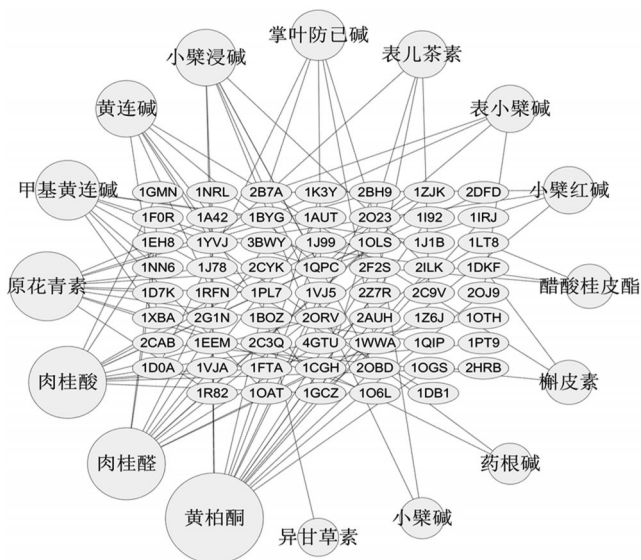 掌叶防已碱
小檗浸碱
表儿茶素
黄连碱
表小檗碱
甲基黄连碱
小檗红碱
1GMN 1NRL 2B7A 1K3Y 2BH9 1ZJK 2DFD
1F0R 1A42 1BYG 1AUT 2O23 1I92 1IRJ
1EH8 1YVJ 3BWY 1J99 1OLS 1J1B 1LT8
1NN6 1J78 2CYK 1QPC 2F2S 2ILK 1DKF
原花青素
醋酸桂皮酯
1D7K 1RFN 1PL7 1VJ5 2Z7R 2C9V 2OJ9
1XBA 2G1N 1BOZ 2ORV 2AUH 1Z6J 1OTH
2CAB 1EEM 2C3Q 4GTU 1WWA 1QIP 1PT9
1D0A 1VJA 1FTA 1CGH 2OBD 1OGS 2HRB
肉桂酸
槲皮素
1R82 1OAT 1GCZ 1O6L 1DB1
肉桂醛
药根碱
黄柏酮
小檗碱
异甘草素